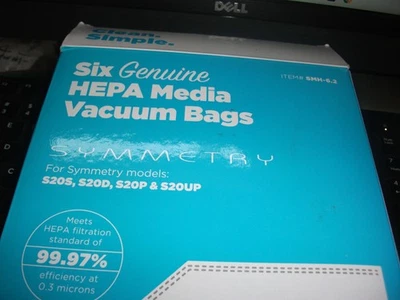 DELL
Clean.
Simple.
Six Genuine
HEPA Media
Vacuum Bags
ITEM# SMH-6.2
SYMMETRY
For Symmetry models:
S20S, S20D, S20P & S20UP
Meets
HEPA filtration
standard of
99.97%
efficiency at
0.3 microns